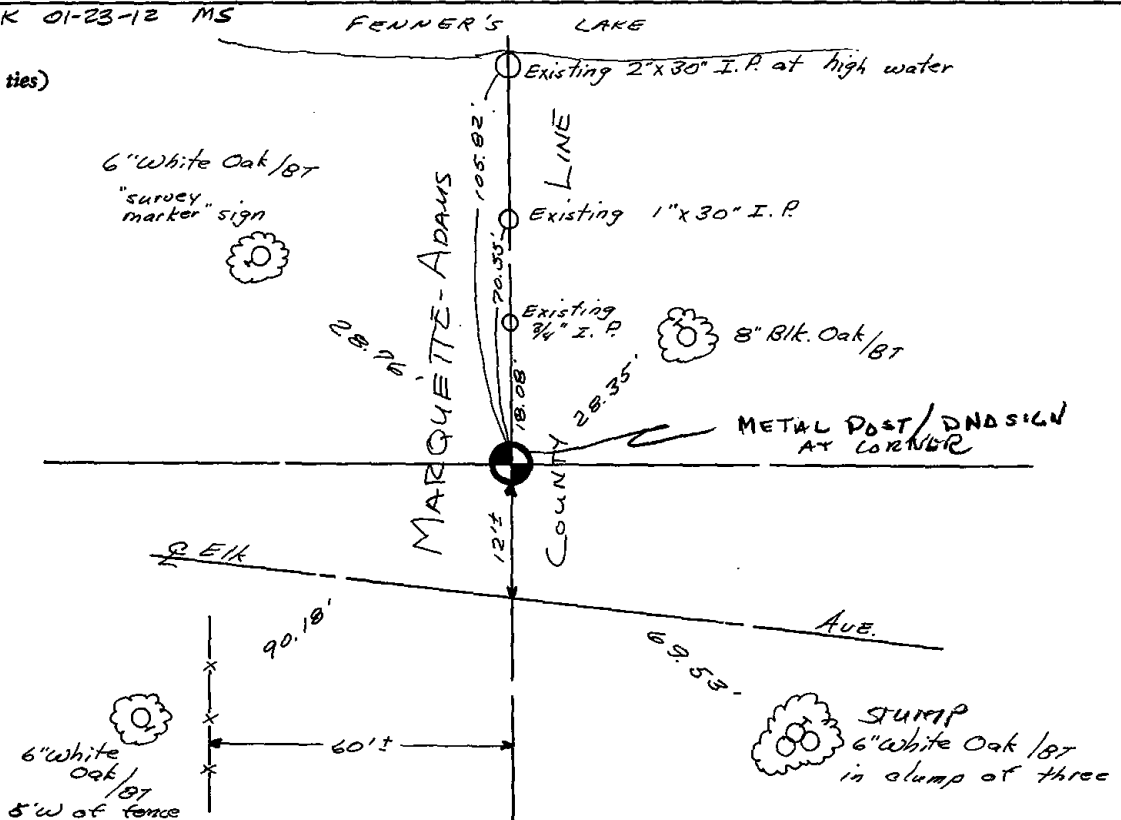 K 01-23-12 MS
FENNER'S LAKE
ties)
Existing 2"x30" I.P. at high water
6" White Oak/BT
"survey
marker" sign
105.82'
LINE
Existing 1"x30" I.P.
70.55'
MARQUETTE-ADAMS
Existing
3/4" I.P.
8" Blk. Oak/BT
28.76'
18.08'
28.35'
METAL POST/DNDSIGN
AT CORNER
COUNTY
12'±
℄ Elk
AVE.
90.18'
69.53'
60'±
6" White
Oak/BT
5'W of fence
STUMP
6" White Oak/BT
in clump of three